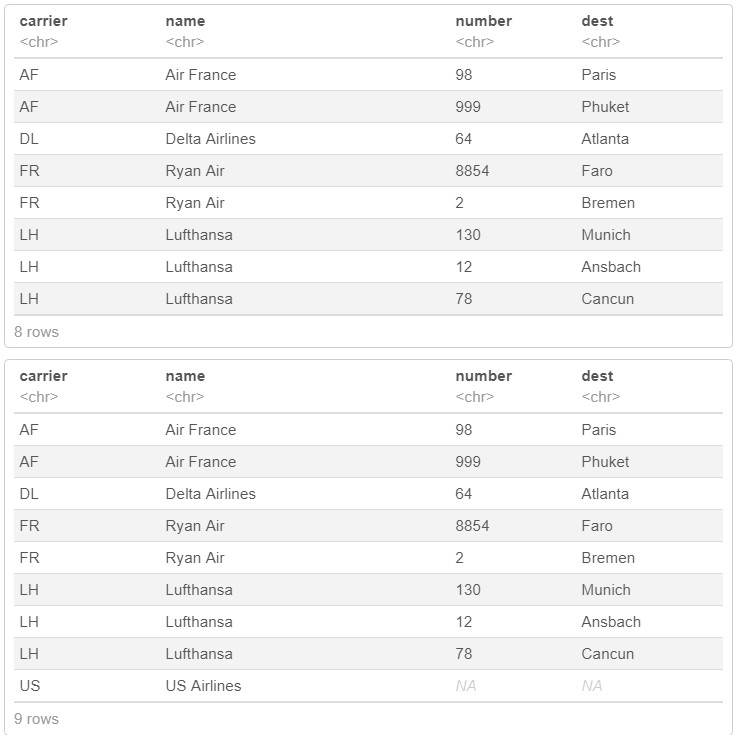 carrier name number dest
<chr> <chr> <chr> <chr>
AF Air France 98 Paris
AF Air France 999 Phuket
DL Delta Airlines 64 Atlanta
FR Ryan Air 8854 Faro
FR Ryan Air 2 Bremen
LH Lufthansa 130 Munich
LH Lufthansa 12 Ansbach
LH Lufthansa 78 Cancun
8 rows
carrier name number dest
<chr> <chr> <chr> <chr>
AF Air France 98 Paris
AF Air France 999 Phuket
DL Delta Airlines 64 Atlanta
FR Ryan Air 8854 Faro
FR Ryan Air 2 Bremen
LH Lufthansa 130 Munich
LH Lufthansa 12 Ansbach
LH Lufthansa 78 Cancun
US US Airlines NA NA
9 rows